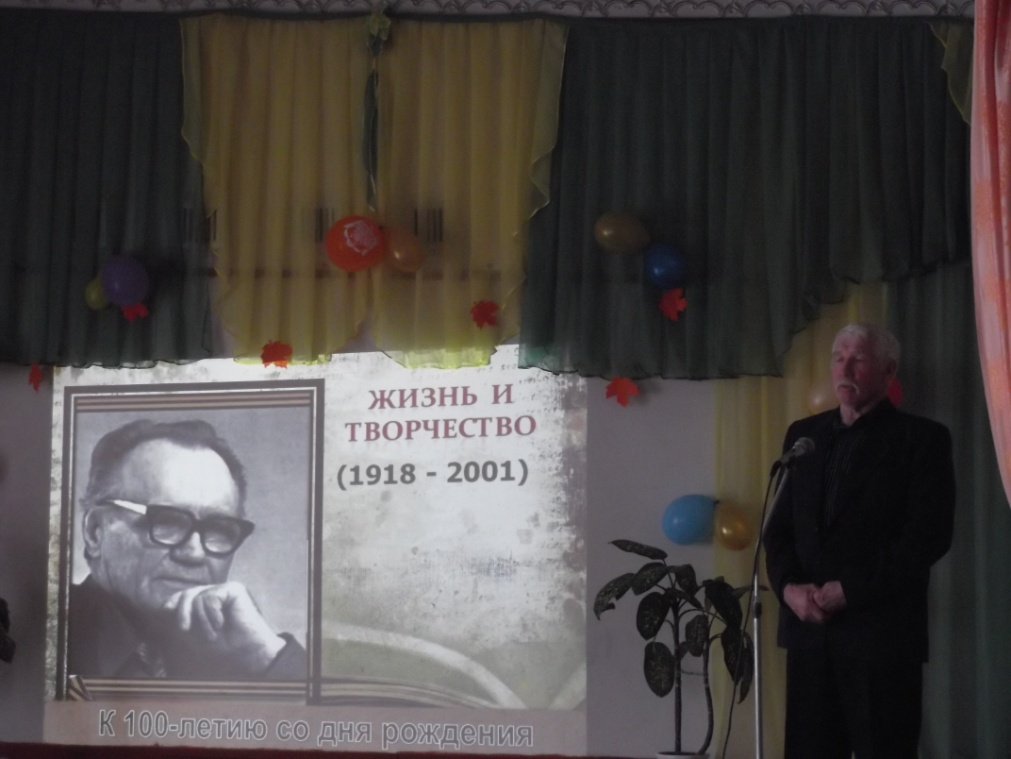 ЖИЗНЬ И
ТВОРЧЕСТВО
(1918 - 2001)
К 100-летию со дня рождения